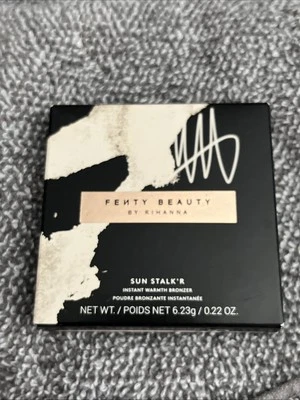 FEИTY BEAUTY
BY RIHANNA
SUN STALK'R
INSTANT WARMTH BRONZER
POUDRE BRONZANTE INSTANTANÉE
NET WT. / POIDS NET 6.23g / 0.22 OZ.